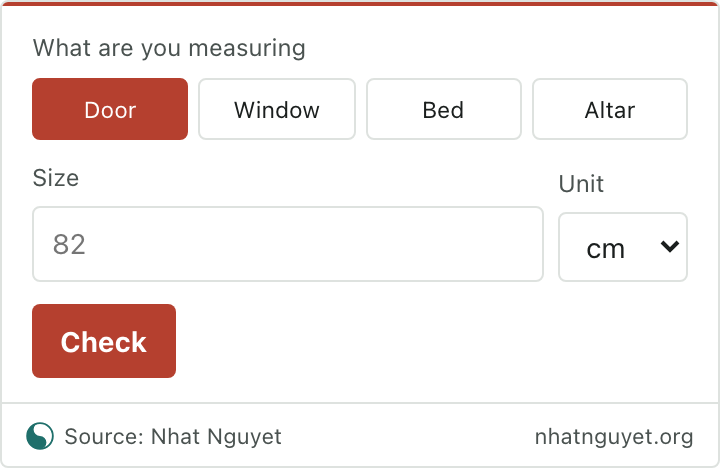 What are you measuring
Door Window Bed Altar
Size
Unit
82
cm
Check
Source: Nhat Nguyet
nhatnguyet.org